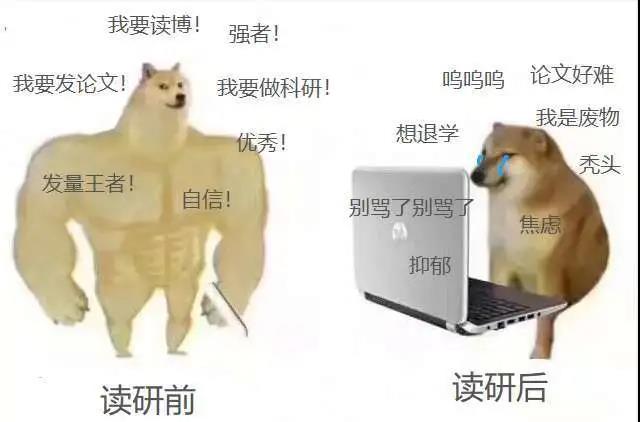 我要读博！
强者！
我要发论文！
我要做科研！
优秀！
发量王者！
自信！
读研前
呜呜呜
论文好难
我是废物
想退学
秃头
别骂了别骂了
焦虑
抑郁
读研后